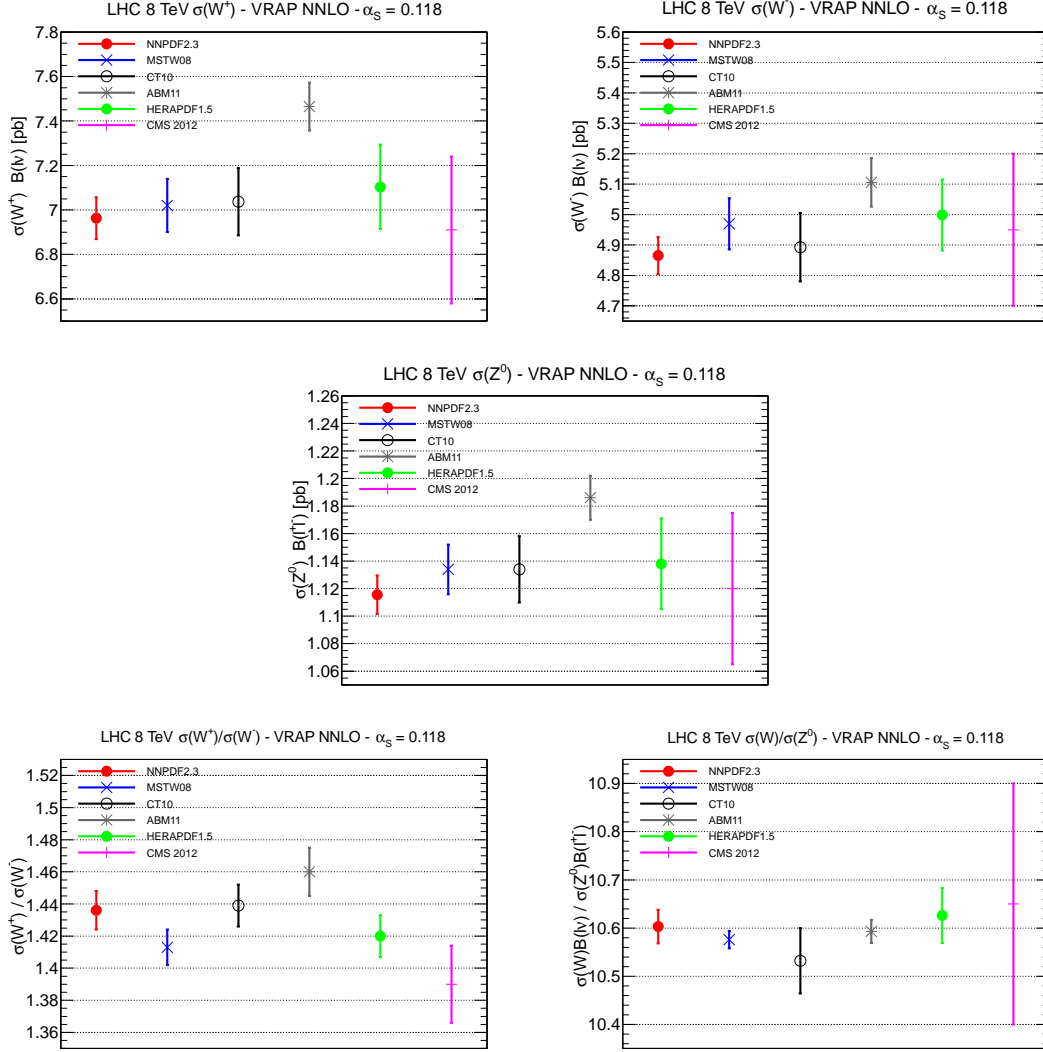 LHC 8 TeV σ(W⁺) - VRAP NNLO - α_S = 0.118
σ(W⁺) B(lν) [pb]
7.8
7.6
7.4
7.2
7
6.8
6.6
NNPDF2.3
MSTW08
CT10
ABM11
HERAPDF1.5
CMS 2012
LHC 8 TeV σ(W⁻) - VRAP NNLO - α_S = 0.118
σ(W⁻) B(lν) [pb]
5.6
5.5
5.4
5.3
5.2
5.1
5
4.9
4.8
4.7
NNPDF2.3
MSTW08
CT10
ABM11
HERAPDF1.5
CMS 2012
LHC 8 TeV σ(Z⁰) - VRAP NNLO - α_S = 0.118
σ(Z⁰) B(l⁺l⁻) [pb]
1.26
1.24
1.22
1.2
1.18
1.16
1.14
1.12
1.1
1.08
1.06
NNPDF2.3
MSTW08
CT10
ABM11
HERAPDF1.5
CMS 2012
LHC 8 TeV σ(W⁺)/σ(W⁻) - VRAP NNLO - α_S = 0.118
σ(W⁺) / σ(W⁻)
1.52
1.5
1.48
1.46
1.44
1.42
1.4
1.38
1.36
NNPDF2.3
MSTW08
CT10
ABM11
HERAPDF1.5
CMS 2012
LHC 8 TeV σ(W)/σ(Z⁰) - VRAP NNLO - α_S = 0.118
σ(W)B(lν) / σ(Z⁰)B(l⁺l⁻)
10.9
10.8
10.7
10.6
10.5
10.4
NNPDF2.3
MSTW08
CT10
ABM11
HERAPDF1.5
CMS 2012